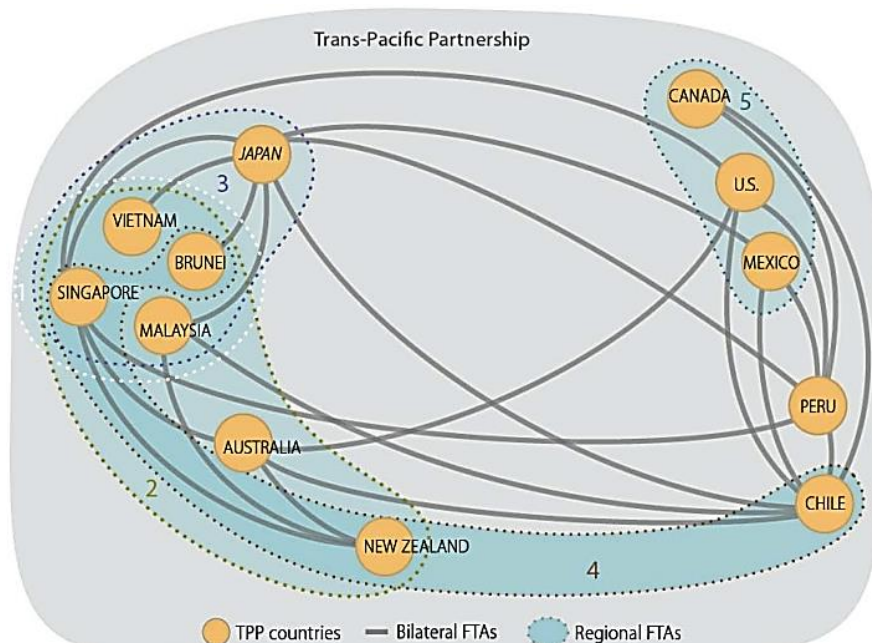 Trans-Pacific Partnership
CANADA
5
JAPAN
U.S.
3
VIETNAM
BRUNEI
MEXICO
1
SINGAPORE
MALAYSIA
PERU
AUSTRALIA
2
CHILE
NEW ZEALAND
4
TPP countries
Bilateral FTAs
Regional FTAs